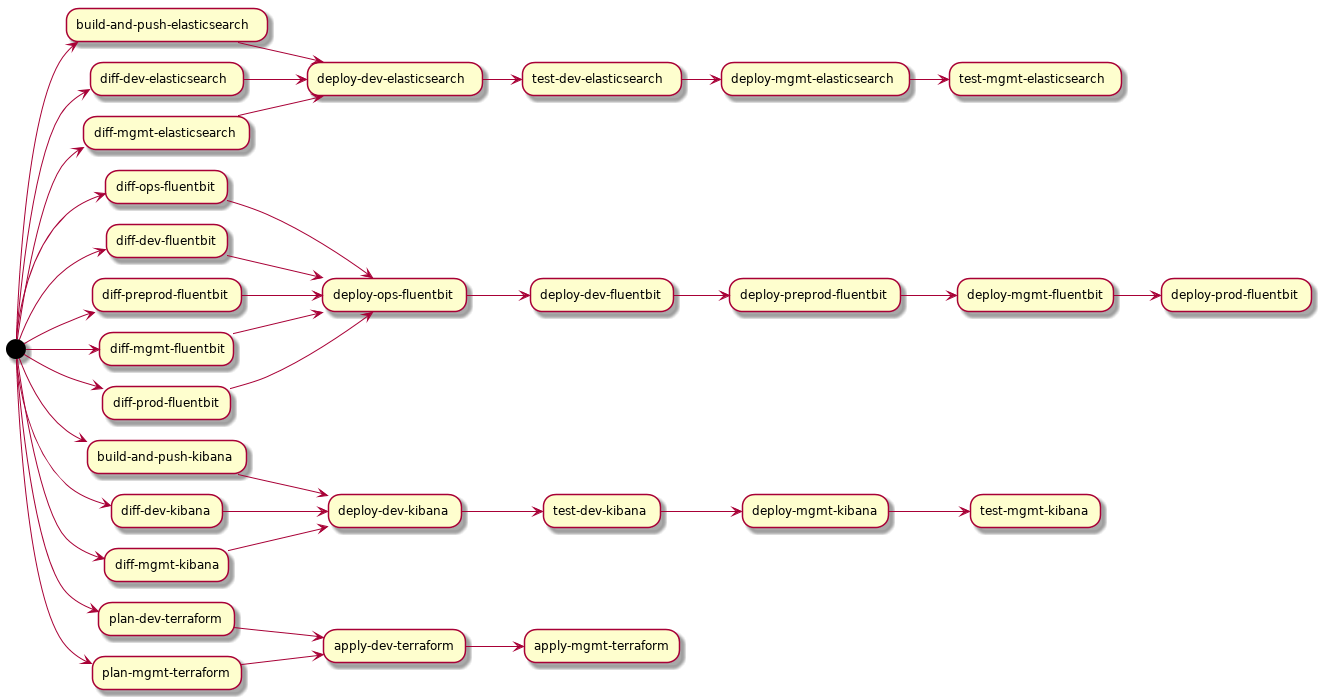 build-and-push-elasticsearch
diff-dev-elasticsearch
deploy-dev-elasticsearch
test-dev-elasticsearch
deploy-mgmt-elasticsearch
test-mgmt-elasticsearch
diff-mgmt-elasticsearch
diff-ops-fluentbit
diff-dev-fluentbit
diff-preprod-fluentbit
deploy-ops-fluentbit
deploy-dev-fluentbit
deploy-preprod-fluentbit
deploy-mgmt-fluentbit
deploy-prod-fluentbit
diff-mgmt-fluentbit
diff-prod-fluentbit
build-and-push-kibana
diff-dev-kibana
deploy-dev-kibana
test-dev-kibana
deploy-mgmt-kibana
test-mgmt-kibana
diff-mgmt-kibana
plan-dev-terraform
apply-dev-terraform
apply-mgmt-terraform
plan-mgmt-terraform